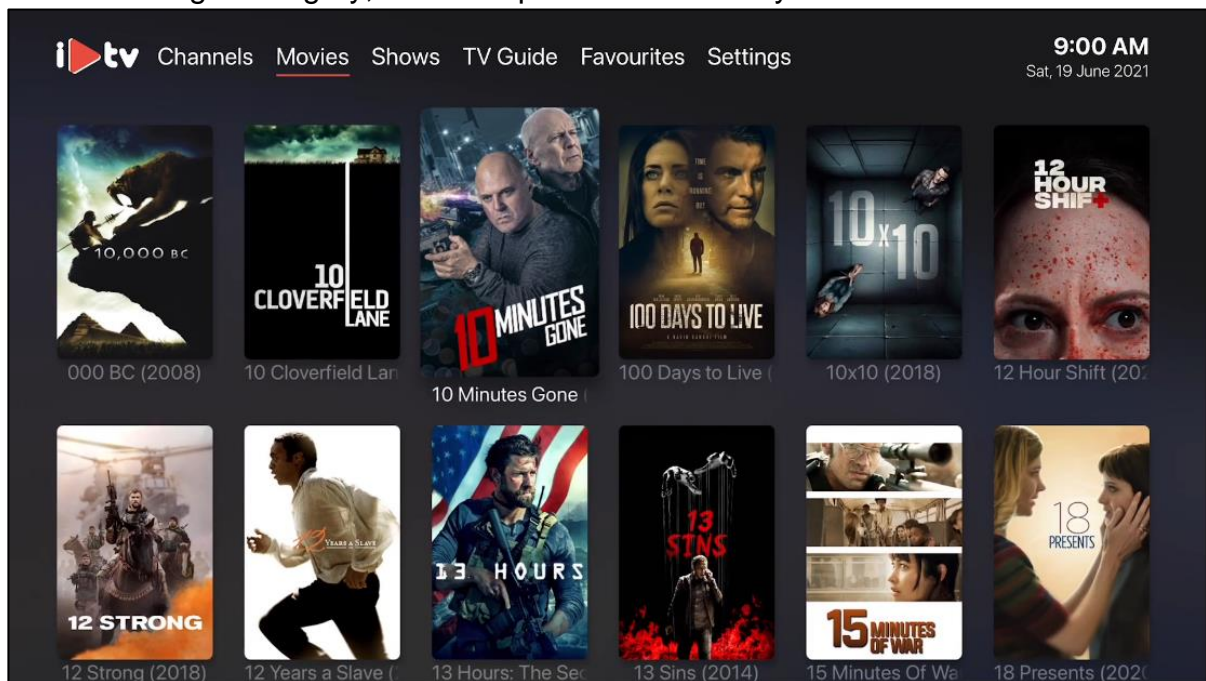 itv Channels Movies Shows TV Guide Favourites Settings
9:00 AM
Sat, 19 June 2021
10,000 BC
10
CLOVERFIELD
LANE
10 MINUTES
GONE
100 DAYS TO LIVE
10x10
12
HOUR
SHIFT
000 BC (2008)
10 Cloverfield Lan
10 Minutes Gone (
100 Days to Live (
10x10 (2018)
12 Hour Shift (202
12 STRONG
12 YEARS A SLAVE
13 HOURS
13
SINS
15 MINUTES
OF WAR
18
PRESENTS
12 Strong (2018)
12 Years a Slave (
13 Hours: The Sec
13 Sins (2014)
15 Minutes Of Wa
18 Presents (202